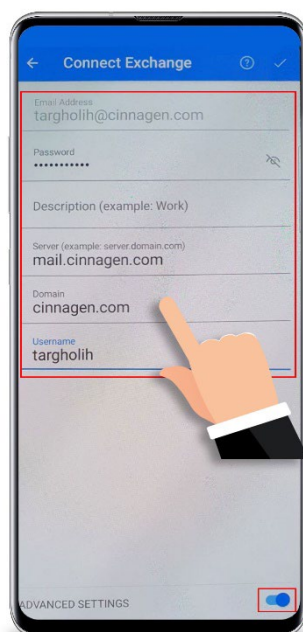 Connect Exchange
Email Address
targholih@cinnagen.com
Password
•••••••••••
Description (example: Work)
Server (example: server.domain.com)
mail.cinnagen.com
Domain
cinnagen.com
Username
targholih
ADVANCED SETTINGS